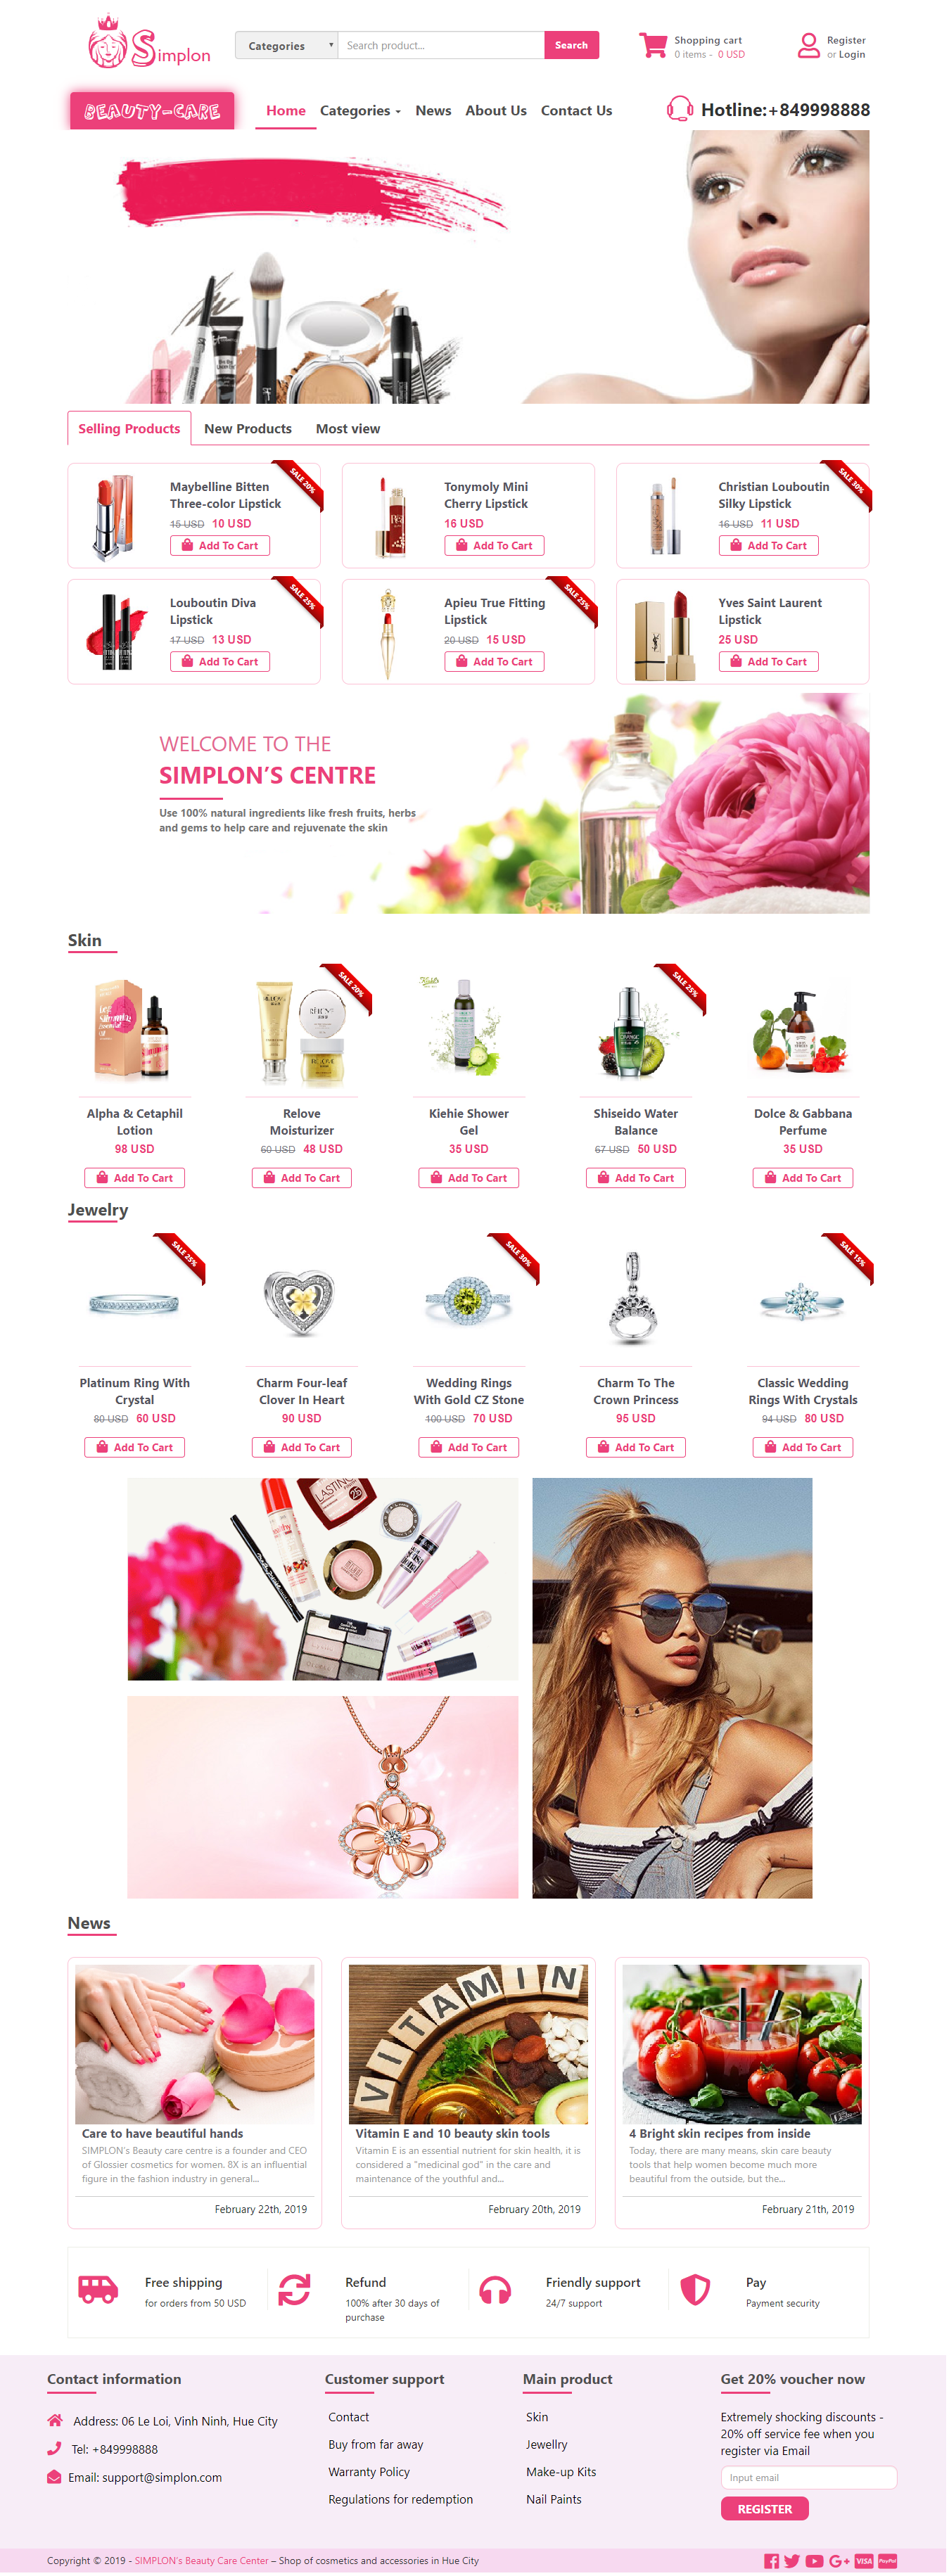 Simplon
Categories
Search product...
Search
Shopping cart
0 items - 0 USD
Register
or Login
BEAUTY-CARE
Home
Categories
News
About Us
Contact Us
Hotline:+849998888
Selling Products
New Products
Most view
SALE 20%
Maybelline Bitten
Three-color Lipstick
15 USD 10 USD
Add To Cart
Tonymoly Mini
Cherry Lipstick
16 USD
Add To Cart
SALE 30%
Christian Louboutin
Silky Lipstick
16 USD 11 USD
Add To Cart
SALE 25%
Louboutin Diva
Lipstick
17 USD 13 USD
Add To Cart
SALE 25%
Apieu True Fitting
Lipstick
20 USD 15 USD
Add To Cart
Yves Saint Laurent
Lipstick
25 USD
Add To Cart
WELCOME TO THE
SIMPLON'S CENTRE
Use 100% natural ingredients like fresh fruits, herbs
and gems to help care and rejuvenate the skin
Skin
Alpha & Cetaphil
Lotion
98 USD
Add To Cart
SALE 20%
Relove
Moisturizer
60 USD 48 USD
Add To Cart
Kiehie Shower
Gel
35 USD
Add To Cart
SALE 25%
Shiseido Water
Balance
67 USD 50 USD
Add To Cart
Dolce & Gabbana
Perfume
35 USD
Add To Cart
Jewelry
SALE 25%
Platinum Ring With
Crystal
80 USD 60 USD
Add To Cart
Charm Four-leaf
Clover In Heart
90 USD
Add To Cart
SALE 30%
Wedding Rings
With Gold CZ Stone
100 USD 70 USD
Add To Cart
Charm To The
Crown Princess
95 USD
Add To Cart
SALE 15%
Classic Wedding
Rings With Crystals
94 USD 80 USD
Add To Cart
LASTING
News
Care to have beautiful hands
SIMPLON's Beauty care centre is a founder and CEO
of Glossier cosmetics for women. 8X is an influential
figure in the fashion industry in general...
February 22th, 2019
VITAMIN
Vitamin E and 10 beauty skin tools
Vitamin E is an essential nutrient for skin health, it is
considered a "medicinal god" in the care and
maintenance of the youthful and...
February 20th, 2019
4 Bright skin recipes from inside
Today, there are many means, skin care beauty
tools that help women become much more
beautiful from the outside, but the...
February 21th, 2019
Free shipping
for orders from 50 USD
Refund
100% after 30 days of
purchase
Friendly support
24/7 support
Pay
Payment security
Contact information
Address: 06 Le Loi, Vinh Ninh, Hue City
Tel: +849998888
Email: support@simplon.com
Customer support
Contact
Buy from far away
Warranty Policy
Regulations for redemption
Main product
Skin
Jewellry
Make-up Kits
Nail Paints
Get 20% voucher now
Extremely shocking discounts -
20% off service fee when you
register via Email
Input email
REGISTER
Copyright © 2019 - SIMPLON's Beauty Care Center – Shop of cosmetics and accessories in Hue City
G+
VISA
PayPal